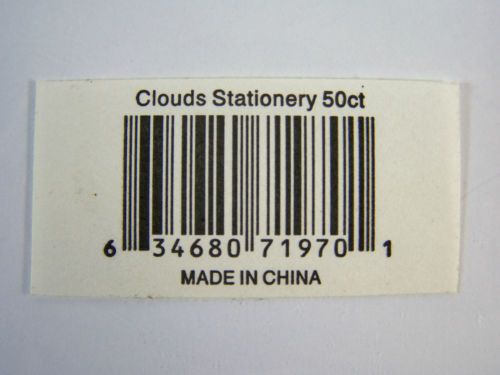 Clouds Stationery 50ct
6 34680 71970 1
MADE IN CHINA